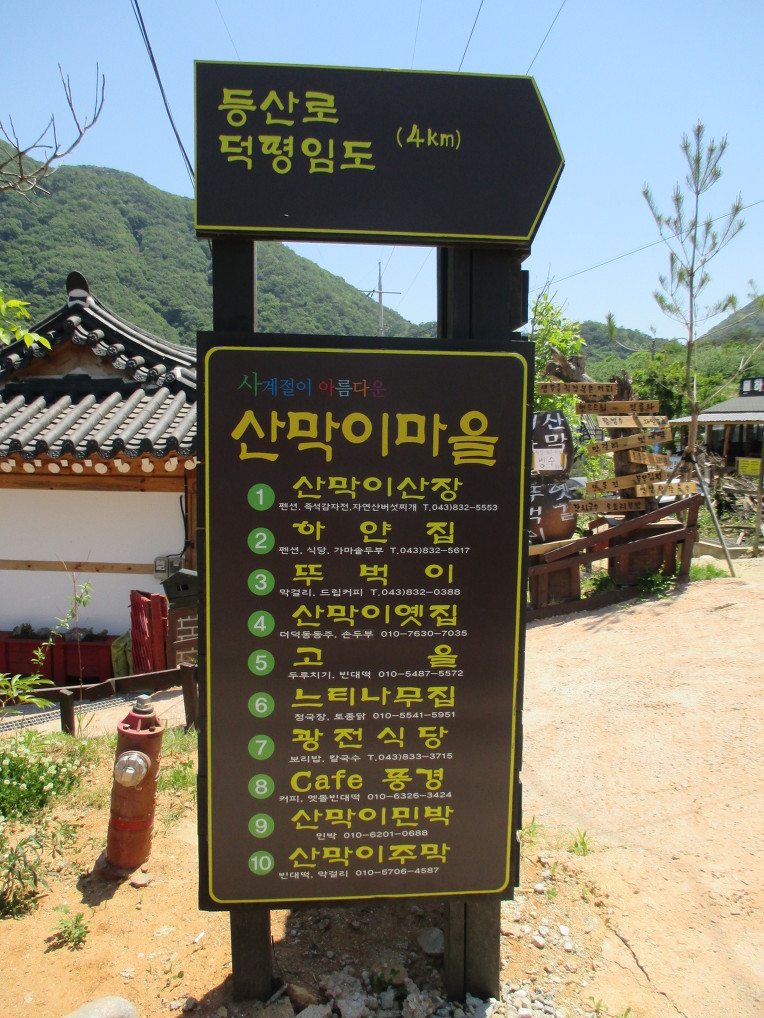 등산로
덕평임도 (4km)
사계절이 아름다운
산막이마을
1 산막이산장
펜션, 즉석감자전,자연산버섯찌개 T,043)832-5553
2 하얀집
펜션, 식당, 가마솥두부 T,043)832-5617
3 뚜벅이
막걸리, 드립커피 T,043)832-0388
4 산막이옛집
더덕동동주, 손두부 010-7630-7035
5 고을
두루치기, 빈대떡 010-5487-5572
6 느티나무집
청국장, 토종닭 010-5541-5951
7 광전식당
보리밥, 칼국수 T.043)833-3715
8 Cafe 풍경
커피, 맷돌빈대떡 010-6326-3424
9 산막이민박
민박 010-6201-0688
10 산막이주막
빈대떡, 막걸리 010-5706-4587
산막이
옛길